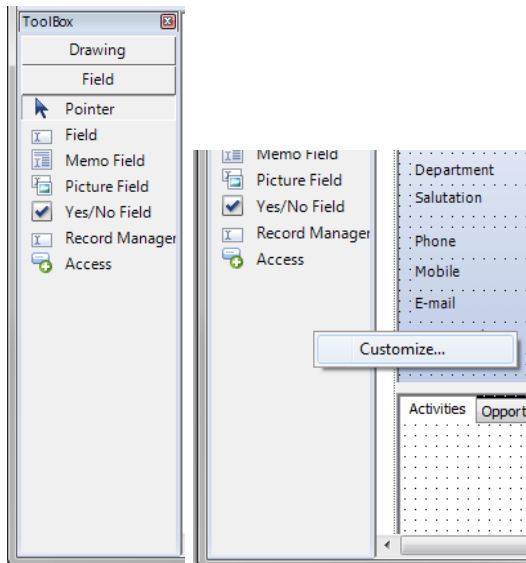 ToolBox
Drawing
Field
Pointer
Field
Memo Field
Picture Field
Yes/No Field
Record Manager
Access
Memo Field
Picture Field
Yes/No Field
Record Manager
Access
Customize...
Department
Salutation
Phone
Mobile
E-mail
Activities
Opport